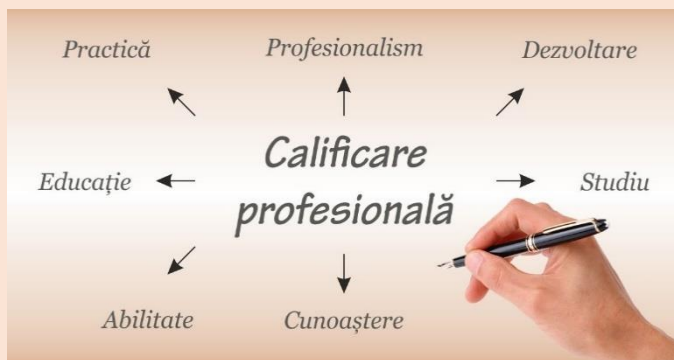 Practică
Profesionalism
Dezvoltare
Calificare
profesională
Educație
Studiu
Abilitate
Cunoaștere